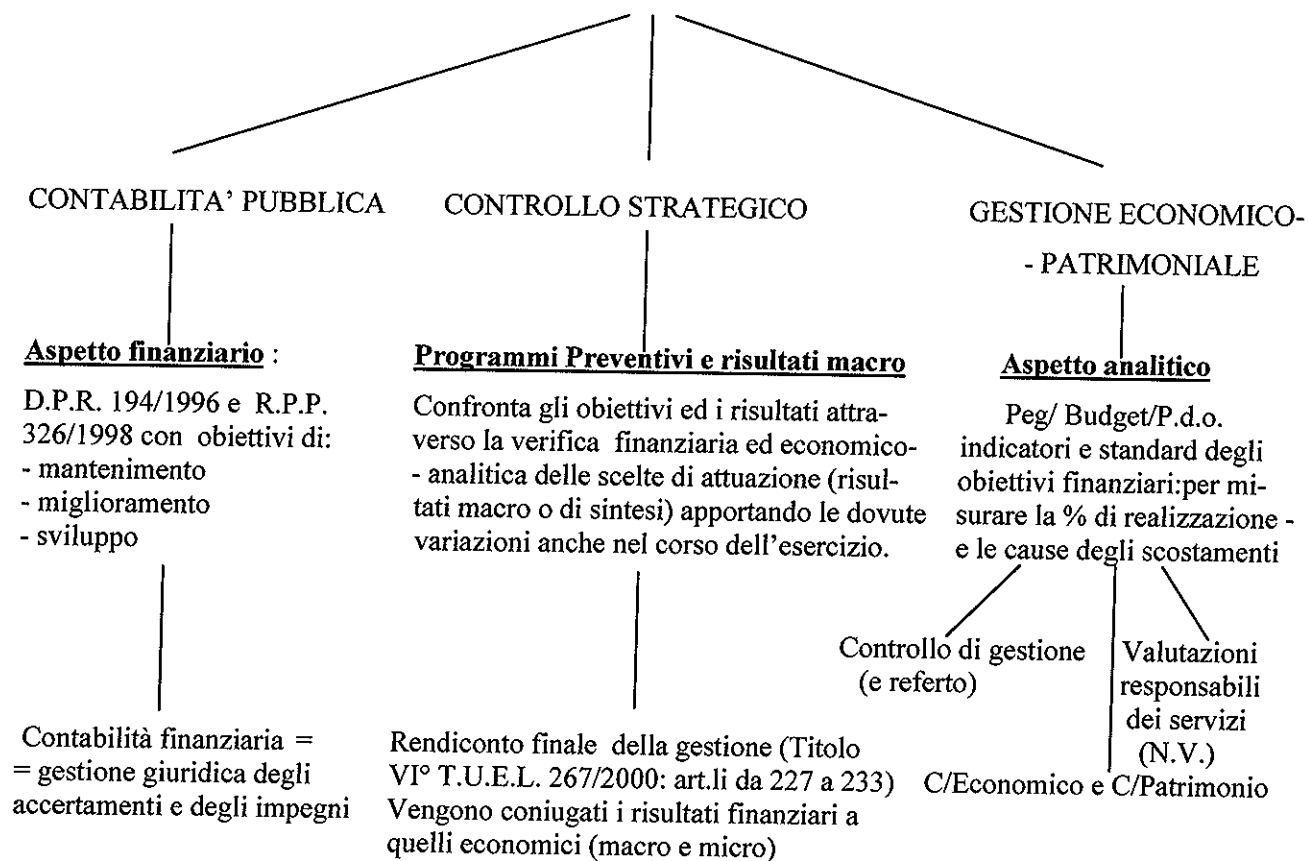 CONTABILITA' PUBBLICA
Aspetto finanziario :
D.P.R. 194/1996 e R.P.P.
326/1998 con obiettivi di:
- mantenimento
- miglioramento
- sviluppo
Contabilità finanziaria =
= gestione giuridica degli
accertamenti e degli impegni
CONTROLLO STRATEGICO
Programmi Preventivi e risultati macro
Confronta gli obiettivi ed i risultati attra-
verso la verifica finanziaria ed economico-
- analitica delle scelte di attuazione (risul-
tati macro o di sintesi) apportando le dovute
variazioni anche nel corso dell'esercizio.
Rendiconto finale della gestione (Titolo
VI° T.U.E.L. 267/2000: art.li da 227 a 233)
Vengono coniugati i risultati finanziari a
quelli economici (macro e micro)
GESTIONE ECONOMICO-
- PATRIMONIALE
Aspetto analitico
Peg/ Budget/P.d.o.
indicatori e standard degli
obiettivi finanziari:per mi-
surare la % di realizzazione -
e le cause degli scostamenti
Controllo di gestione
(e referto)
Valutazioni
responsabili
dei servizi
(N.V.)
C/Economico e C/Patrimonio